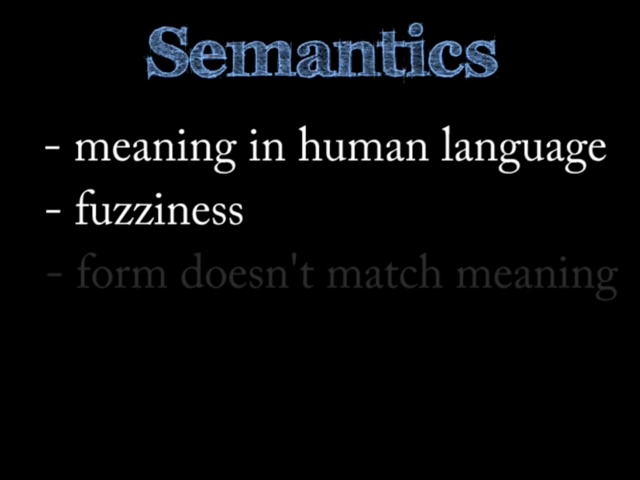 Semantics
- meaning in human language
- fuzziness
- form doesn't match meaning